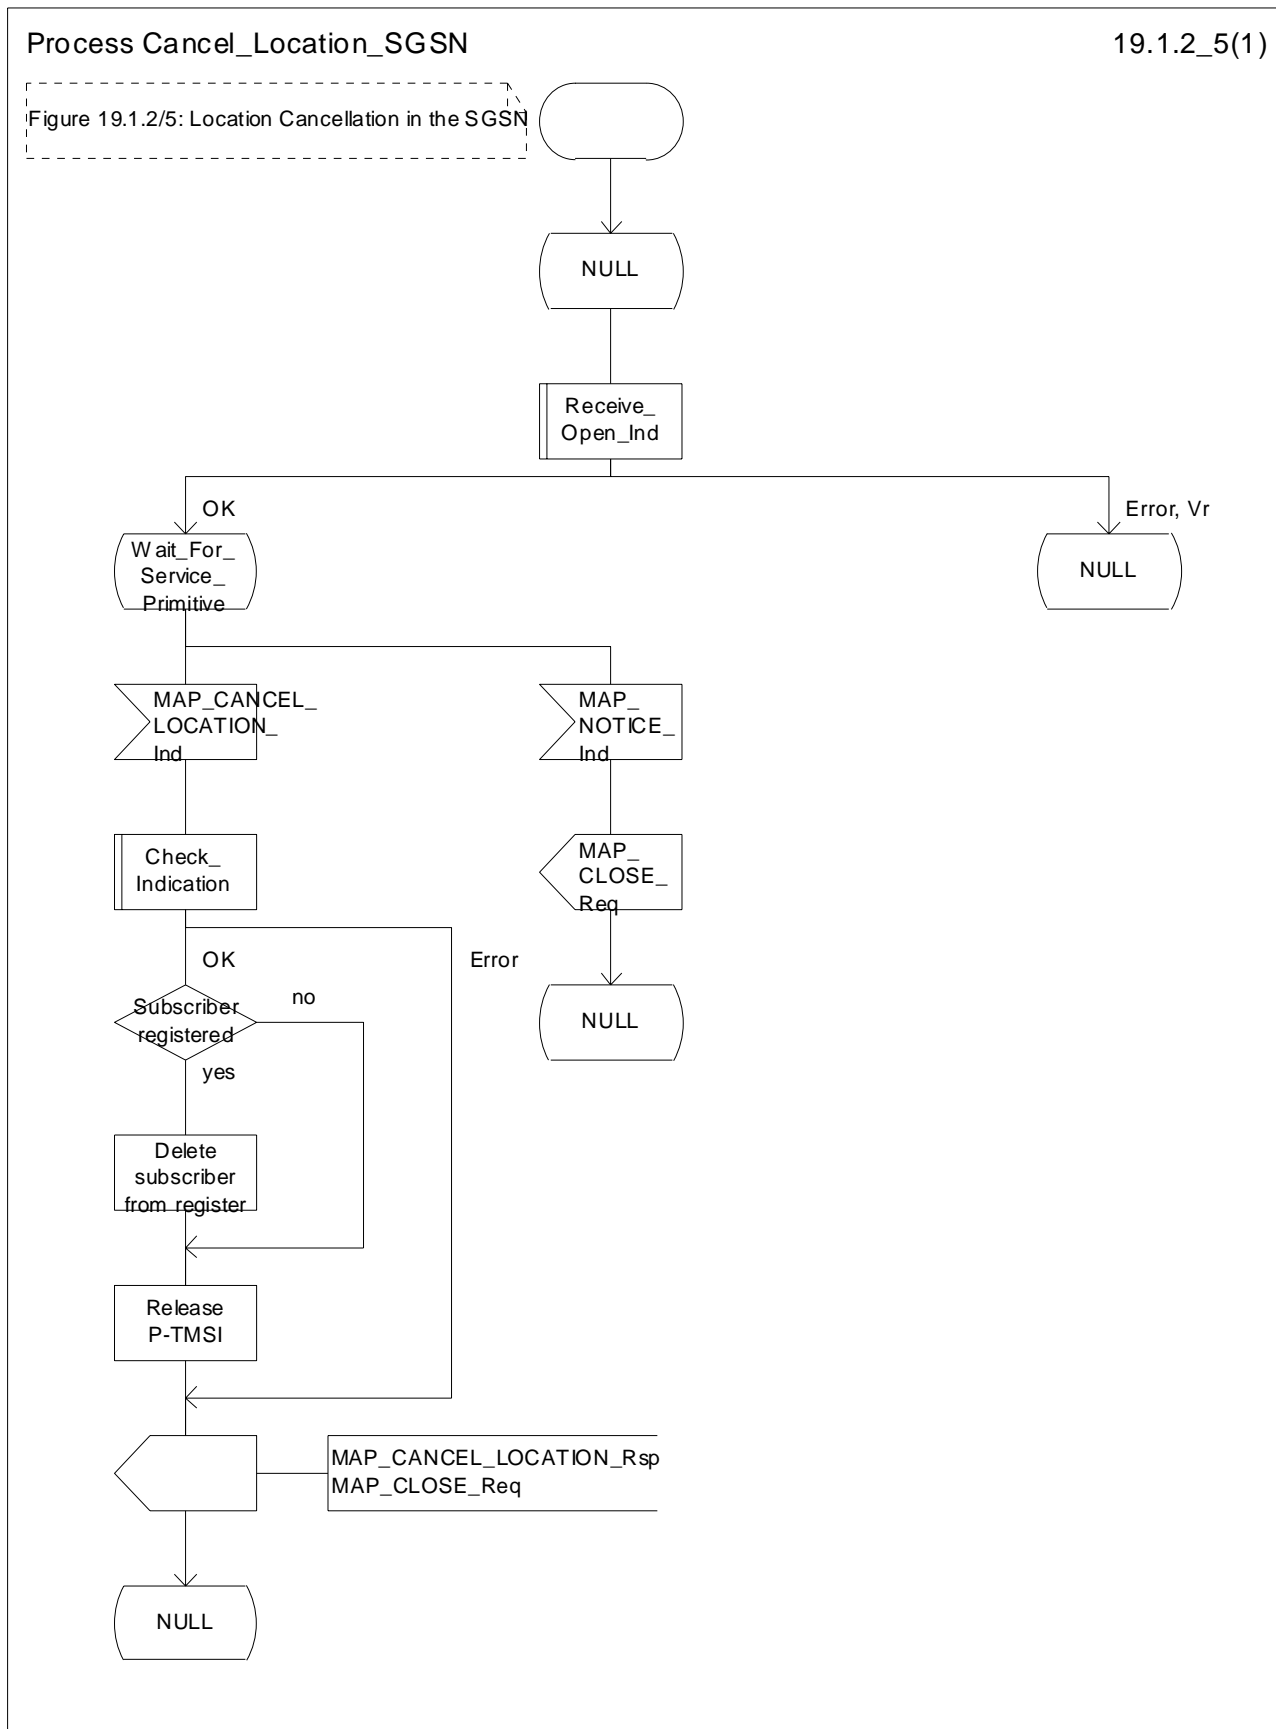 Process Cancel_Location_SGSN
19.1.2_5(1)
Figure 19.1.2/5: Location Cancellation in the SGSN
NULL
Receive_
Open_Ind
OK
Error, Vr
Wait_For_
Service_
Primitive
NULL
MAP_CANCEL_
LOCATION_
Ind
MAP_
NOTICE_
Ind
Check_
Indication
MAP_
CLOSE_
Req
OK
Error
Subscriber
registered
no
yes
NULL
Delete
subscriber
from register
Release
P-TMSI
MAP_CANCEL_LOCATION_Rsp
MAP_CLOSE_Req
NULL